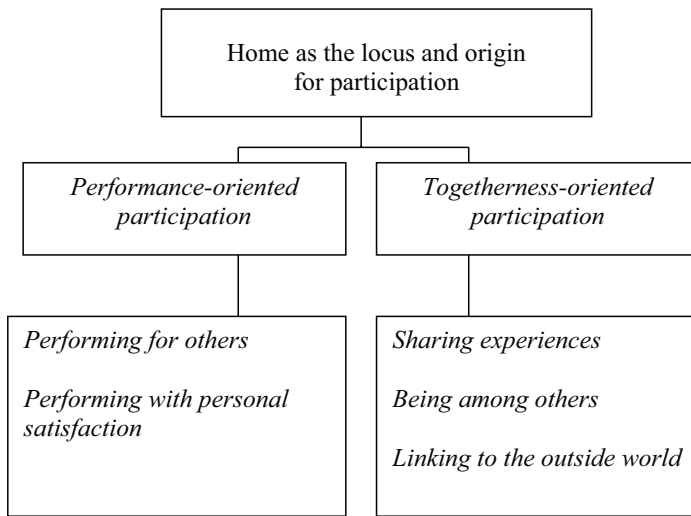 Home as the locus and origin
for participation
Performance-oriented
participation
Togetherness-oriented
participation
Performing for others
Performing with personal
satisfaction
Sharing experiences
Being among others
Linking to the outside world